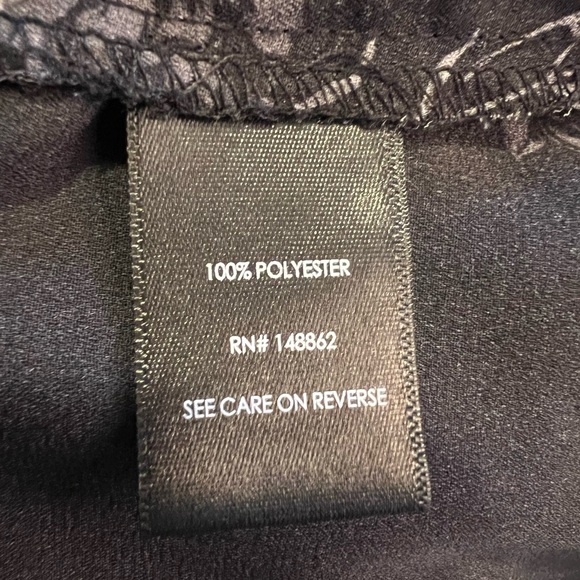 100% POLYESTER
RN# 148862
SEE CARE ON REVERSE